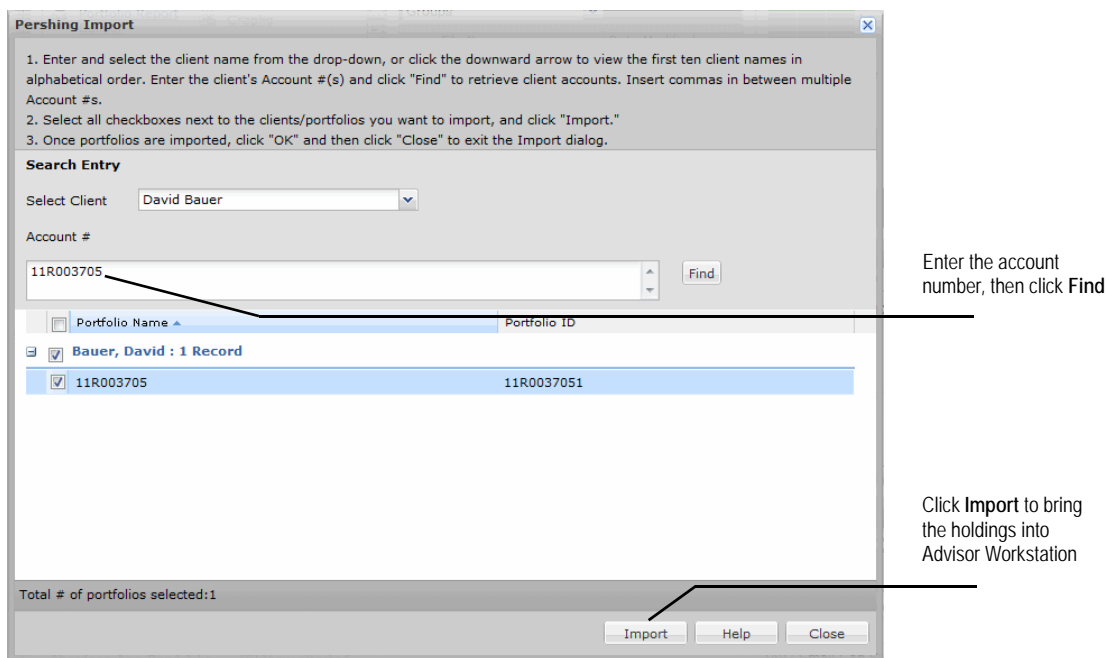 Pershing Import
1. Enter and select the client name from the drop-down, or click the downward arrow to view the first ten client names in
alphabetical order. Enter the client's Account #(s) and click "Find" to retrieve client accounts. Insert commas in between multiple
Account #s.
2. Select all checkboxes next to the clients/portfolios you want to import, and click "Import."
3. Once portfolios are imported, click "OK" and then click "Close" to exit the Import dialog.
Search Entry
Select Client David Bauer
Account #
11R003705
Find
Enter the account
number, then click Find
Portfolio Name Portfolio ID
Bauer, David : 1 Record
11R003705 11R0037051
Click Import to bring
the holdings into
Advisor Workstation
Total # of portfolios selected:1
Import Help Close